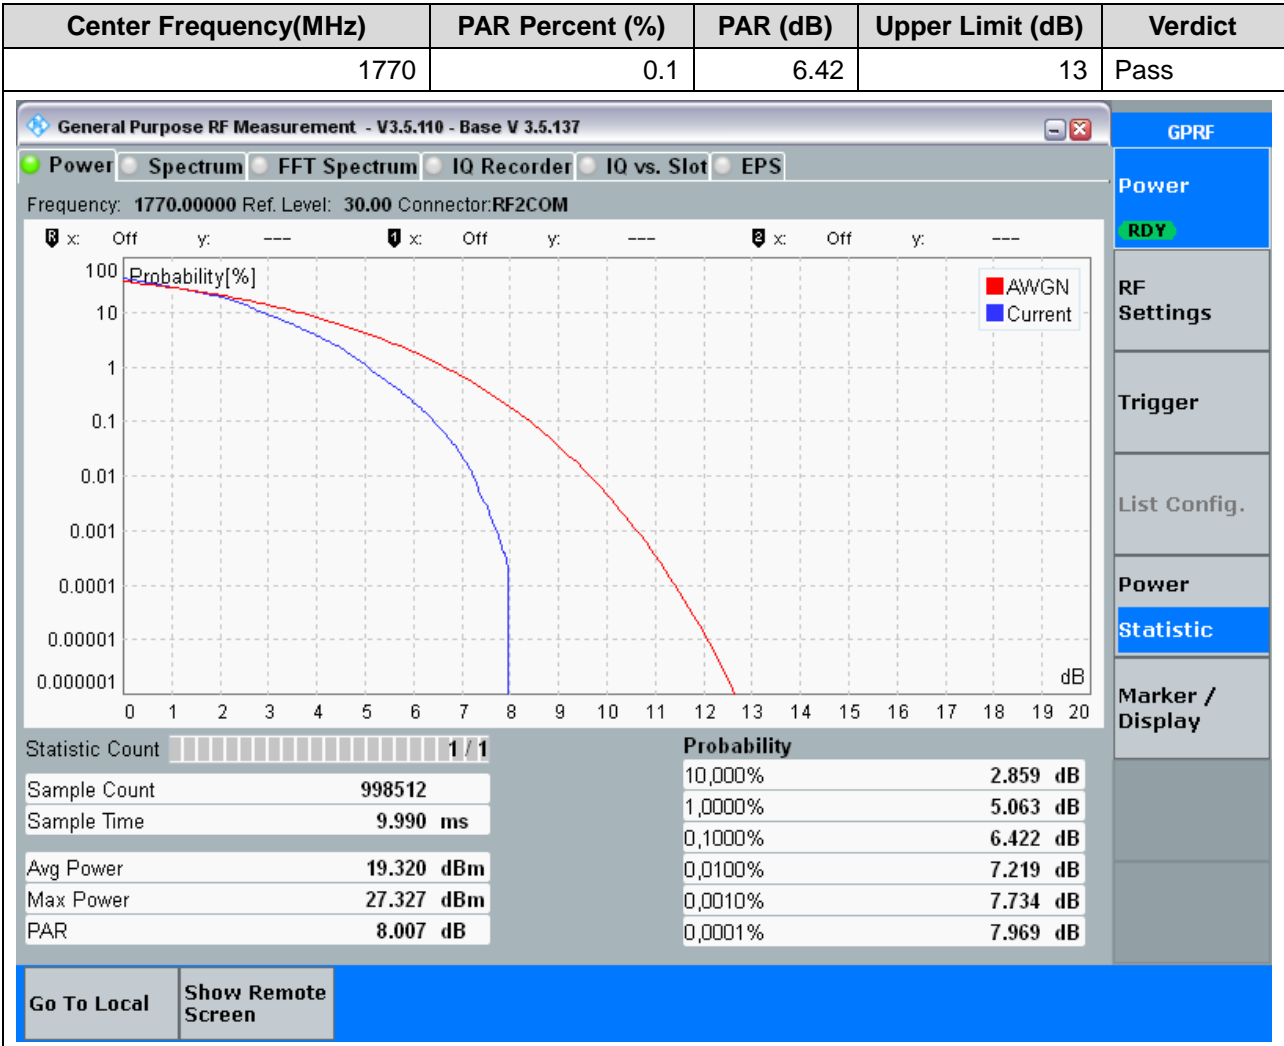 Center Frequency(MHz) PAR Percent (%) PAR (dB) Upper Limit (dB) Verdict
1770 0.1 6.42 13 Pass
General Purpose RF Measurement - V3.5.110 - Base V 3.5.137
GPRF
Power Spectrum FFT Spectrum IQ Recorder IQ vs. Slot EPS
Frequency: 1770.00000 Ref. Level: 30.00 Connector:RF2COM
R x: Off y: --- 1 x: Off y: --- 2 x: Off y: ---
Probability[%]
AWGN
Current
100
10
1
0.1
0.01
0.001
0.0001
0.00001
0.000001
dB
0 1 2 3 4 5 6 7 8 9 10 11 12 13 14 15 16 17 18 19 20
Statistic Count 1 / 1
Sample Count 998512
Sample Time 9.990 ms
Avg Power 19.320 dBm
Max Power 27.327 dBm
PAR 8.007 dB
Probability
10,000% 2.859 dB
1,0000% 5.063 dB
0,1000% 6.422 dB
0,0100% 7.219 dB
0,0010% 7.734 dB
0,0001% 7.969 dB
Power
RDY
RF
Settings
Trigger
List Config.
Power
Statistic
Marker /
Display
Go To Local
Show Remote
Screen